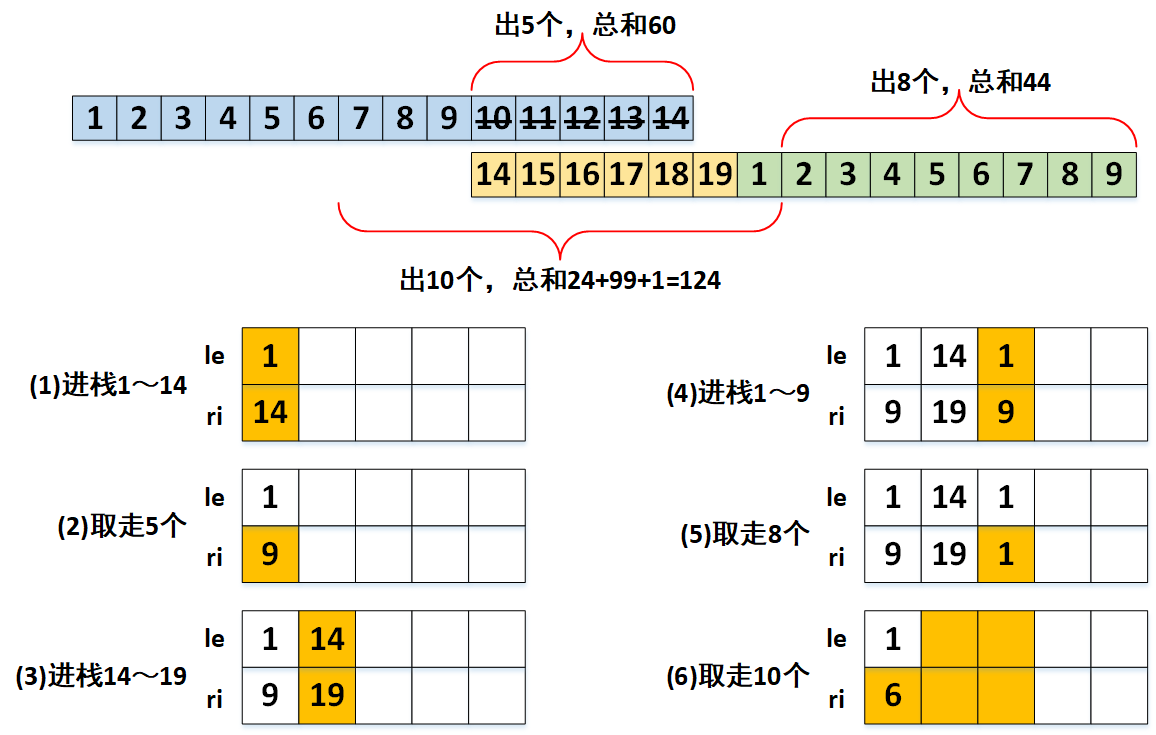 出5个，总和60
出8个，总和44
1 2 3 4 5 6 7 8 9 10 11 12 13 14
14 15 16 17 18 19 1 2 3 4 5 6 7 8 9
出10个，总和24+99+1=124
(1)进栈1～14
le 1
ri 14
(2)取走5个
le 1
ri 9
(3)进栈14～19
le 1 14
ri 9 19
(4)进栈1～9
le 1 14 1
ri 9 19 9
(5)取走8个
le 1 14 1
ri 9 19 1
(6)取走10个
le 1
ri 6